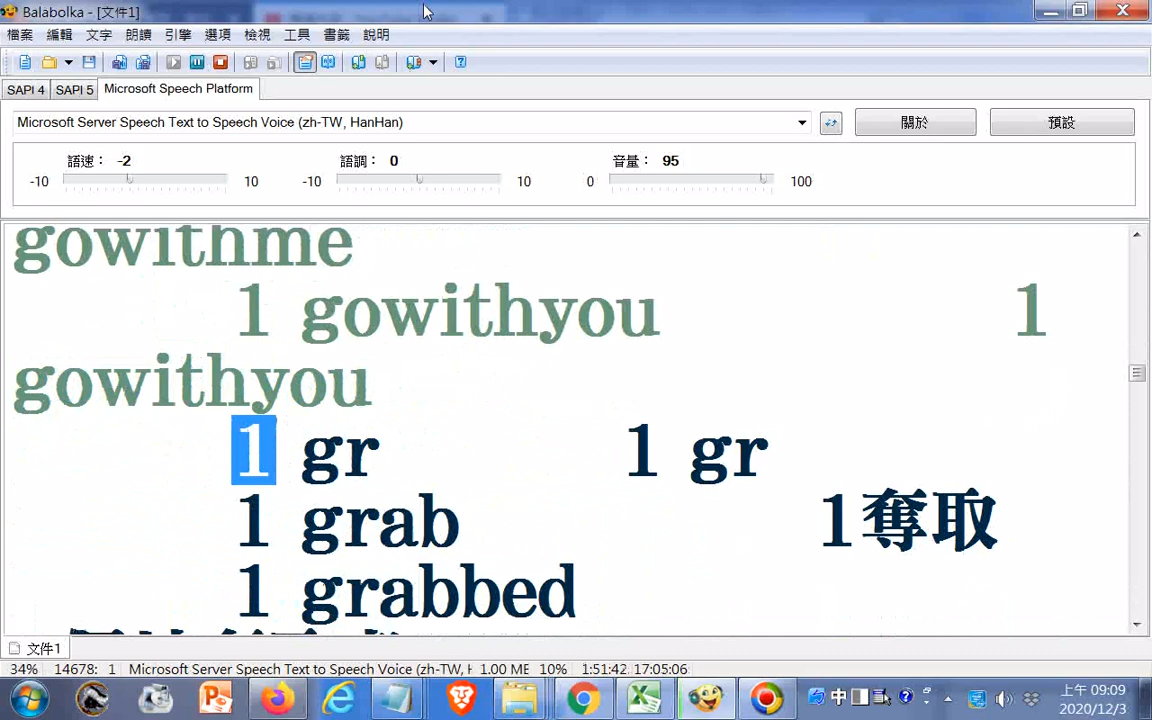 Balabolka - [文件1]
檔案 編輯 文字 朗讀 引擎 選項 檢視 工具 書籤 說明
SAPI 4 SAPI 5 Microsoft Speech Platform
Microsoft Server Speech Text to Speech Voice (zh-TW, HanHan) 關於 預設
語速： -2 語調： 0 音量： 95
-10 10 -10 10 0 100
gowithme
1 gowithyou 1
gowithyou
1 gr 1 gr
1 grab 1奪取
1 grabbed
文件1
34% 14678: 1 Microsoft Server Speech Text to Speech Voice (zh-TW, H 1.00 ME 10% 1:51:42 17:05:06
中 上午 09:09
2020/12/3